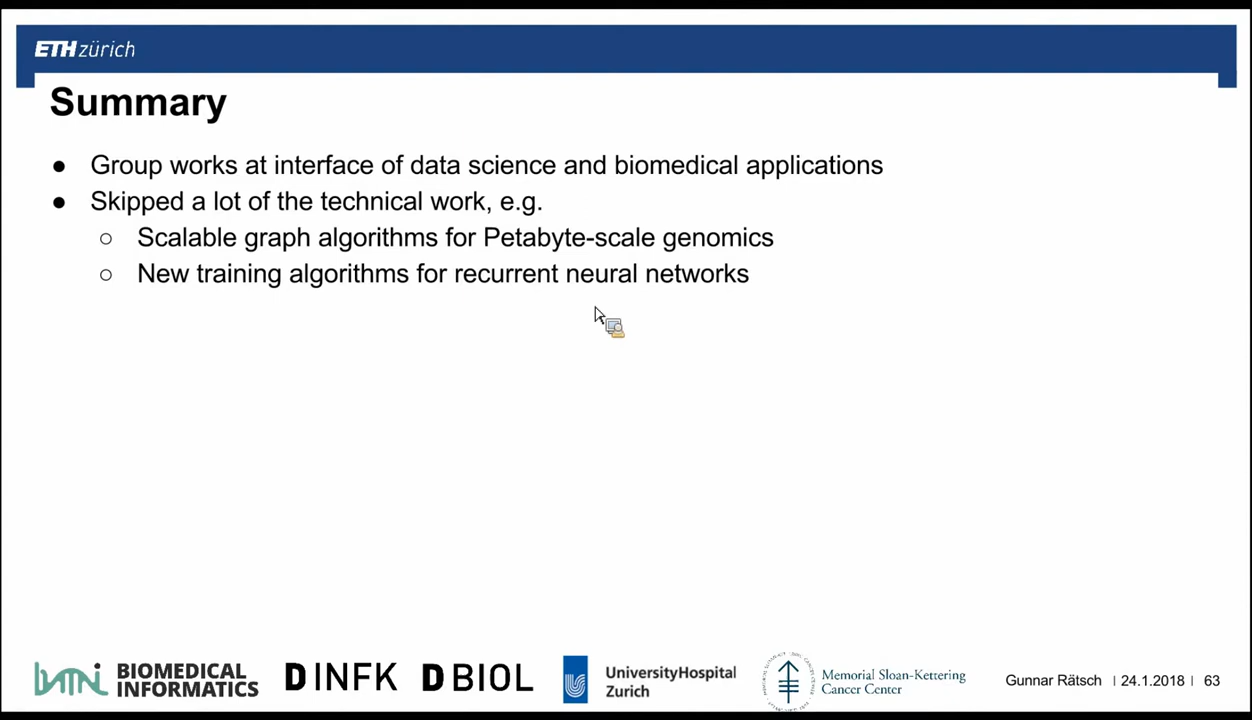 ETH zürich
Summary
● Group works at interface of data science and biomedical applications
● Skipped a lot of the technical work, e.g.
○ Scalable graph algorithms for Petabyte-scale genomics
○ New training algorithms for recurrent neural networks
bmi BIOMEDICAL INFORMATICS
D INFK D BIOL
UniversityHospital Zurich
Memorial Sloan-Kettering Cancer Center
Gunnar Rätsch | 24.1.2018 | 63